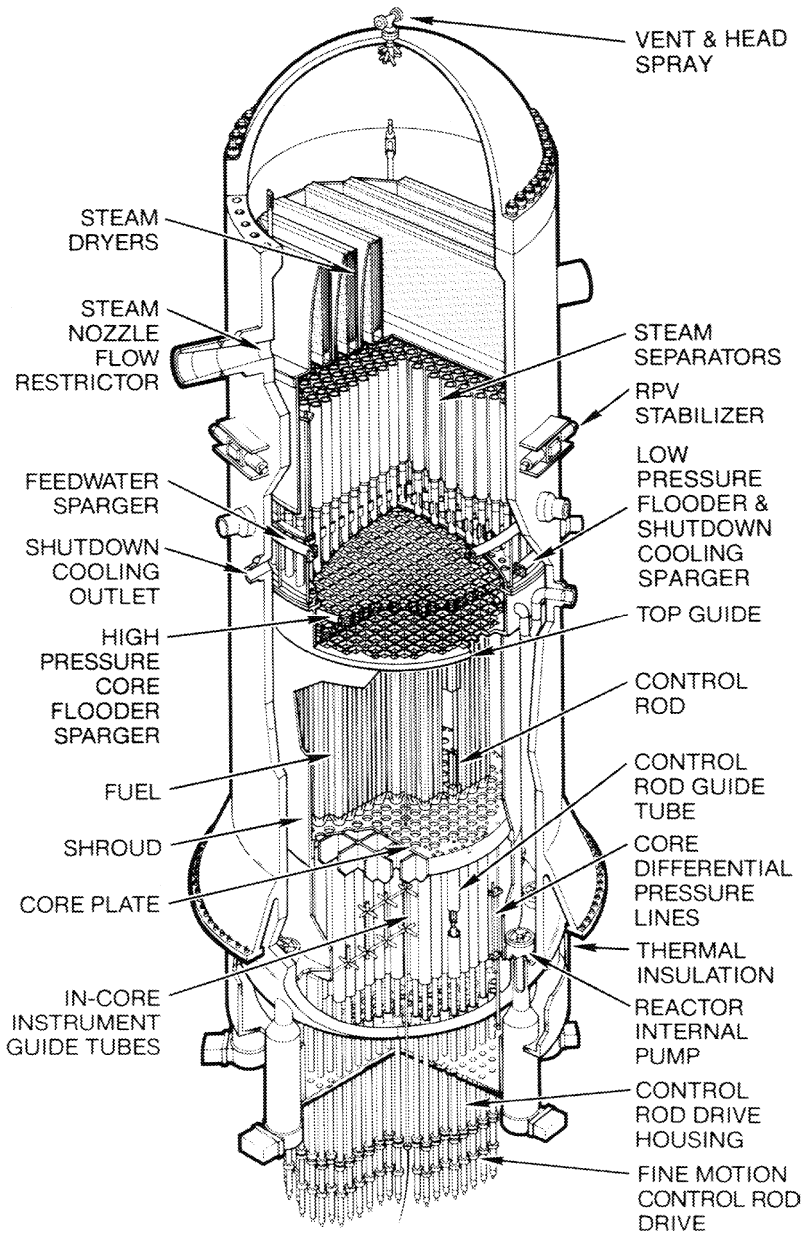 VENT & HEAD
SPRAY
STEAM
DRYERS
STEAM
NOZZLE
FLOW
RESTRICTOR
STEAM
SEPARATORS
RPV
STABILIZER
FEEDWATER
SPARGER
LOW
PRESSURE
FLOODER &
SHUTDOWN
COOLING
SPARGER
SHUTDOWN
COOLING
OUTLET
TOP GUIDE
HIGH
PRESSURE
CORE
FLOODER
SPARGER
CONTROL
ROD
FUEL
CONTROL
ROD GUIDE
TUBE
SHROUD
CORE
DIFFERENTIAL
PRESSURE
LINES
CORE PLATE
THERMAL
INSULATION
IN-CORE
INSTRUMENT
GUIDE TUBES
REACTOR
INTERNAL
PUMP
CONTROL
ROD DRIVE
HOUSING
FINE MOTION
CONTROL ROD
DRIVE